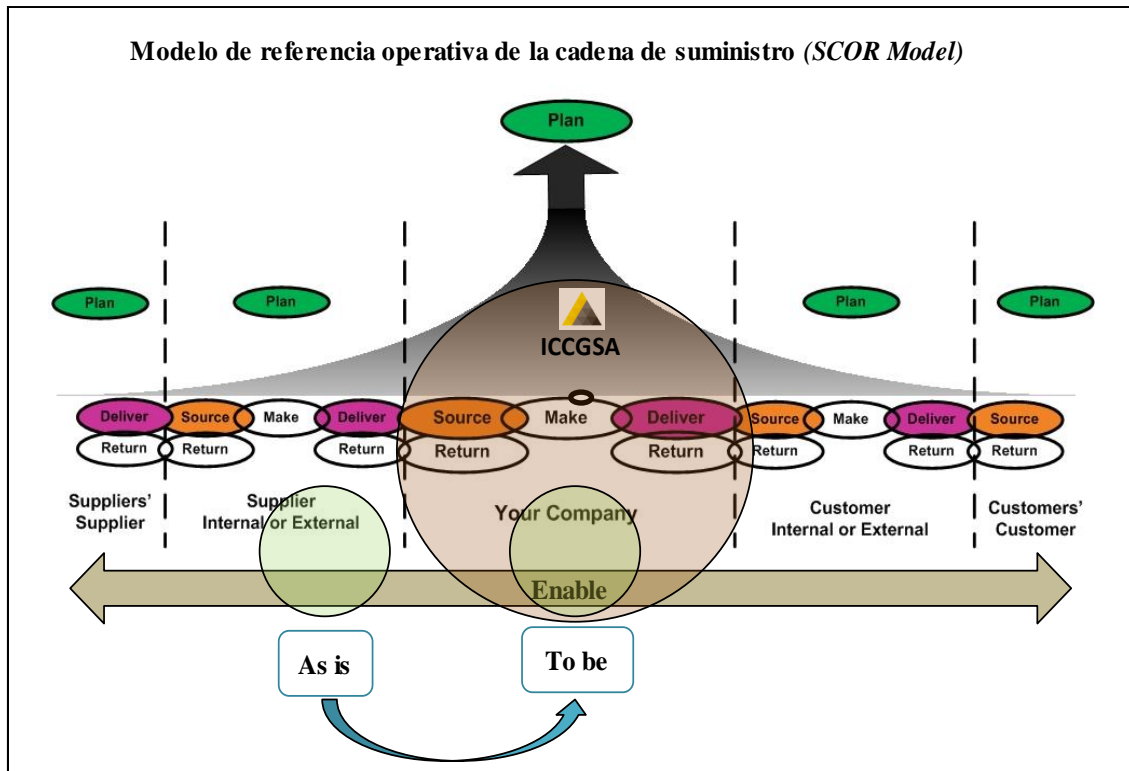 Modelo de referencia operativa de la cadena de suministro (SCOR Model)
Plan
Plan
Plan
Plan
Plan
ICCGSA
Deliver
Source
Make
Deliver
Source
Make
Deliver
Source
Make
Deliver
Source
Return
Return
Return
Return
Return
Return
Return
Return
Suppliers'
Supplier
Supplier
Internal or External
Your Company
Customer
Internal or External
Customers'
Customer
Enable
As is
To be